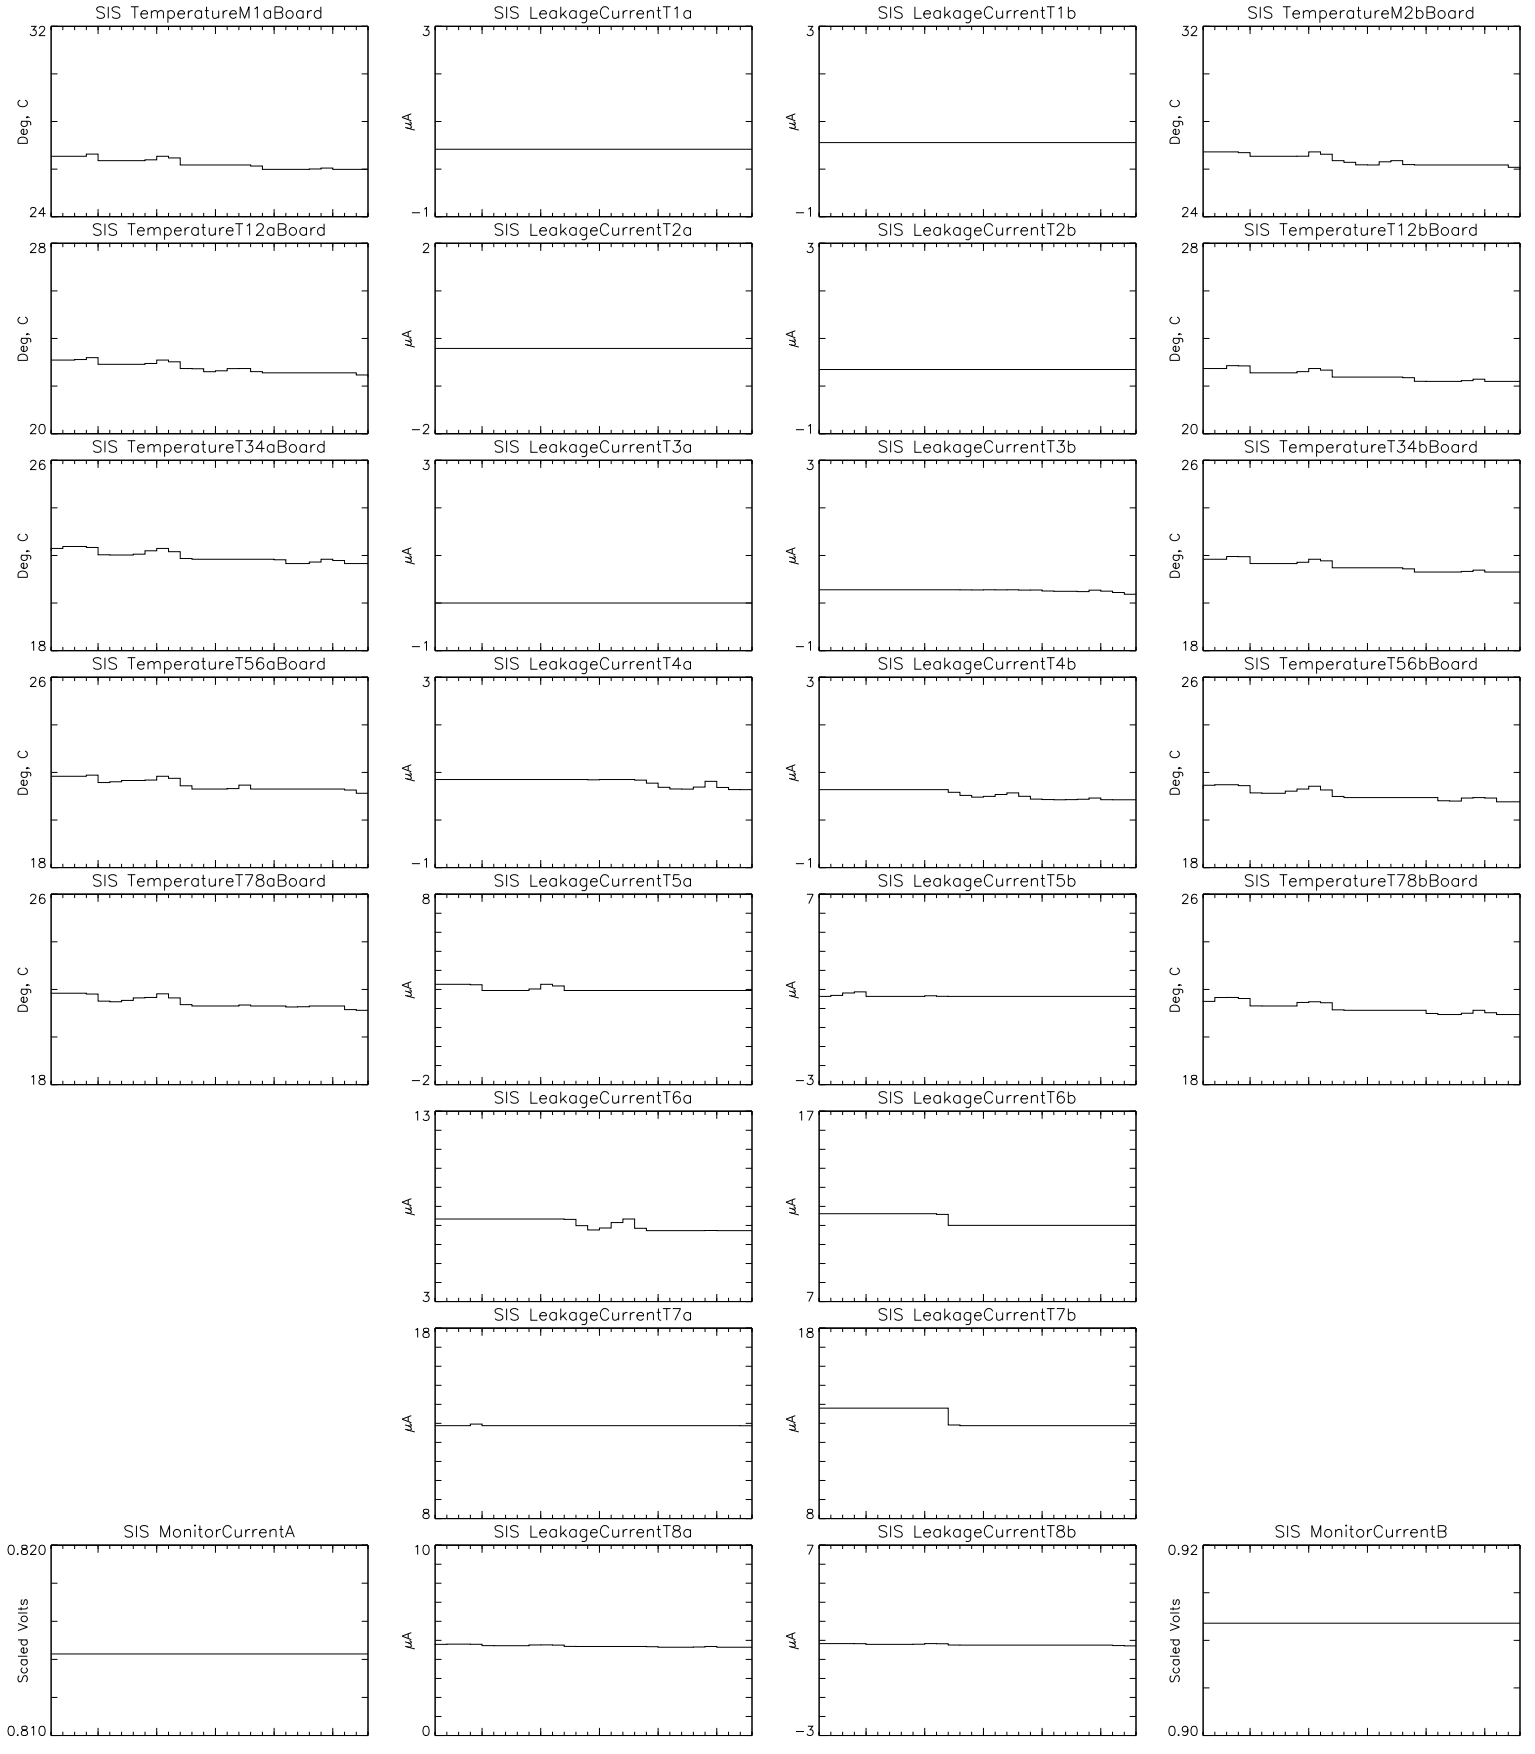 SIS TemperatureM1aBoard
32
Deg, C
24
SIS LeakageCurrentT1a
3
μA
−1
SIS LeakageCurrentT1b
3
μA
−1
SIS TemperatureM2bBoard
32
Deg, C
24
SIS TemperatureT12aBoard
28
Deg, C
20
SIS LeakageCurrentT2a
2
μA
−2
SIS LeakageCurrentT2b
3
μA
−1
SIS TemperatureT12bBoard
28
Deg, C
20
SIS TemperatureT34aBoard
26
Deg, C
18
SIS LeakageCurrentT3a
3
μA
−1
SIS LeakageCurrentT3b
3
μA
−1
SIS TemperatureT34bBoard
26
Deg, C
18
SIS TemperatureT56aBoard
26
Deg, C
18
SIS LeakageCurrentT4a
3
μA
−1
SIS LeakageCurrentT4b
3
μA
−1
SIS TemperatureT56bBoard
26
Deg, C
18
SIS TemperatureT78aBoard
26
Deg, C
18
SIS LeakageCurrentT5a
8
μA
−2
SIS LeakageCurrentT5b
7
μA
−3
SIS TemperatureT78bBoard
26
Deg, C
18
SIS LeakageCurrentT6a
13
μA
3
SIS LeakageCurrentT6b
17
μA
7
SIS LeakageCurrentT7a
18
μA
8
SIS LeakageCurrentT7b
18
μA
8
SIS MonitorCurrentA
0.820
Scaled Volts
0.810
SIS LeakageCurrentT8a
10
μA
0
SIS LeakageCurrentT8b
7
μA
−3
SIS MonitorCurrentB
0.92
Scaled Volts
0.90